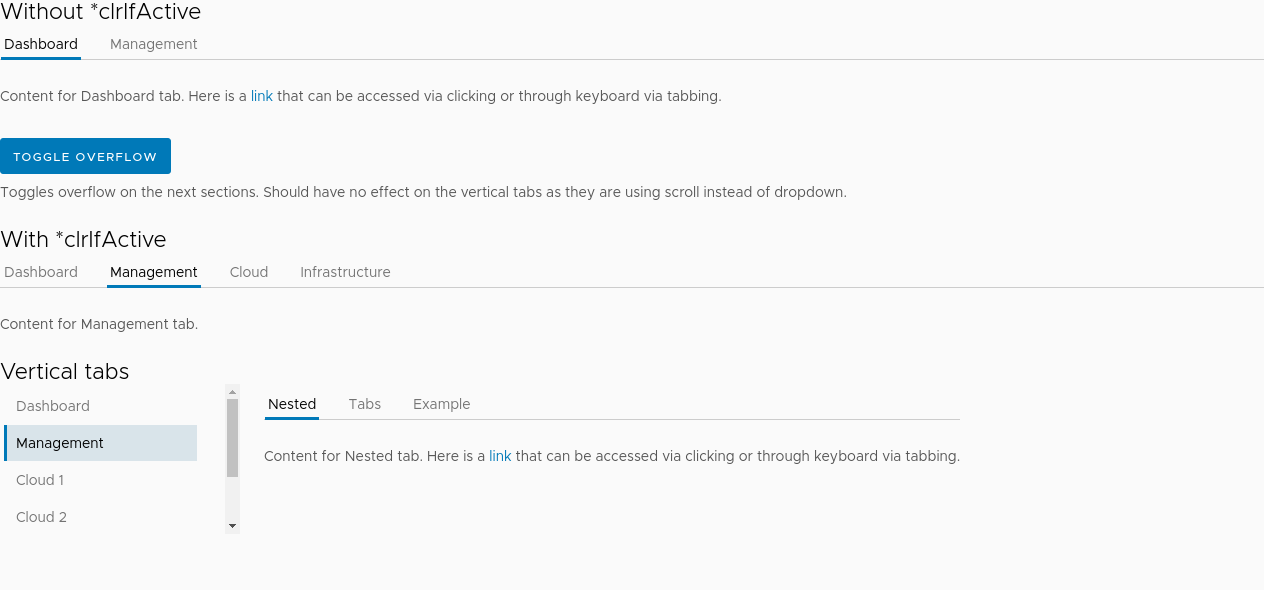 Without *clrIfActive
Dashboard Management
Content for Dashboard tab. Here is a link that can be accessed via clicking or through keyboard via tabbing.
TOGGLE OVERFLOW
Toggles overflow on the next sections. Should have no effect on the vertical tabs as they are using scroll instead of dropdown.
With *clrIfActive
Dashboard Management Cloud Infrastructure
Content for Management tab.
Vertical tabs
Dashboard
Management
Cloud 1
Cloud 2
Nested Tabs Example
Content for Nested tab. Here is a link that can be accessed via clicking or through keyboard via tabbing.